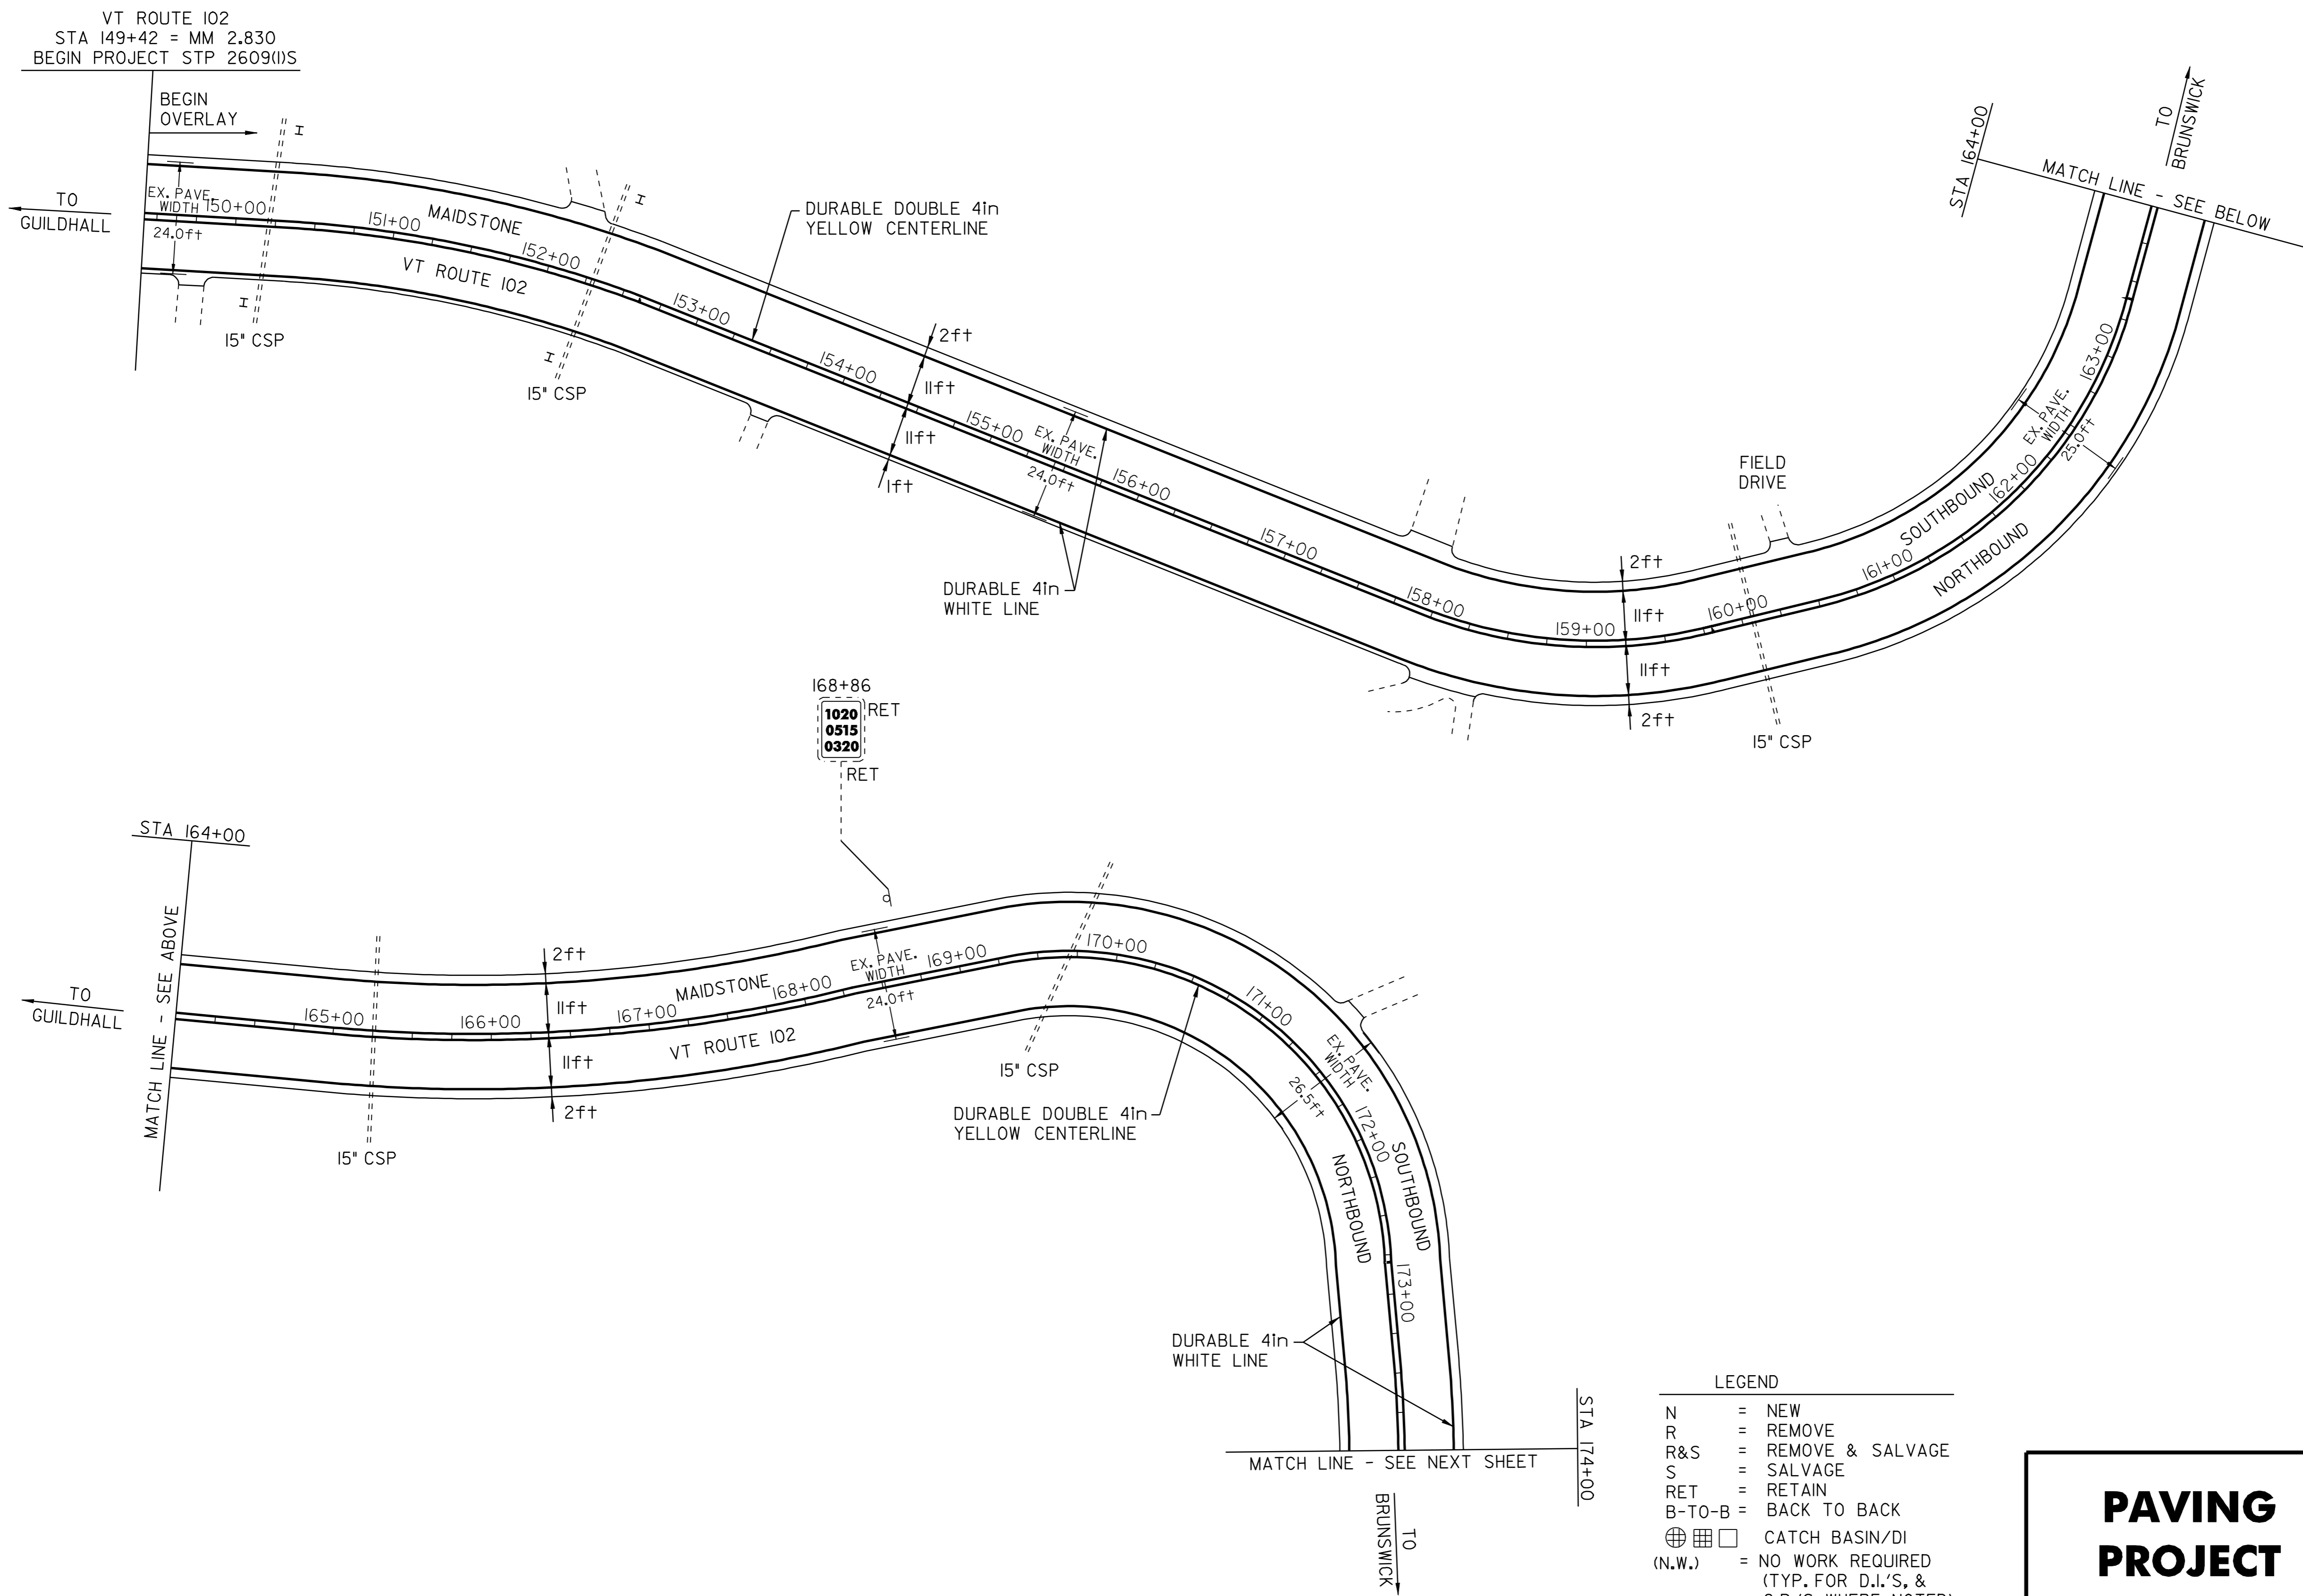 VT ROUTE 102
STA 149+42 = MM 2.830
BEGIN PROJECT STP 2609(1)S
BEGIN
OVERLAY
TO
GUILDHALL
EX. PAVE.
WIDTH
24.0ft
150+00
151+00
152+00
153+00
154+00
155+00
156+00
157+00
158+00
159+00
160+00
161+00
162+00
163+00
MAIDSTONE
VT ROUTE 102
15" CSP
15" CSP
H
H
H
H
DURABLE DOUBLE 4in
YELLOW CENTERLINE
2ft
11ft
11ft
1ft
EX. PAVE.
WIDTH
24.0ft
DURABLE 4in
WHITE LINE
2ft
11ft
11ft
2ft
FIELD
DRIVE
15" CSP
SOUTHBOUND
NORTHBOUND
EX. PAVE.
WIDTH
25.0ft
STA 164+00
MATCH LINE - SEE BELOW
TO
BRUNSWICK
168+86
1020
0515
0320
RET
RET
STA 164+00
MATCH LINE - SEE ABOVE
TO
GUILDHALL
165+00
166+00
167+00
168+00
169+00
170+00
171+00
172+00
173+00
15" CSP
2ft
11ft
11ft
2ft
MAIDSTONE
VT ROUTE 102
EX. PAVE.
WIDTH
24.0ft
15" CSP
DURABLE DOUBLE 4in
YELLOW CENTERLINE
EX. PAVE.
WIDTH
26.5ft
NORTHBOUND
SOUTHBOUND
DURABLE 4in
WHITE LINE
STA 174+00
MATCH LINE - SEE NEXT SHEET
TO
BRUNSWICK
LEGEND
N = NEW
R = REMOVE
R&S = REMOVE & SALVAGE
S = SALVAGE
RET = RETAIN
B-TO-B = BACK TO BACK
CATCH BASIN/DI
(N.W.) = NO WORK REQUIRED
(TYP. FOR D.I.'S, &
PAVING
PROJECT